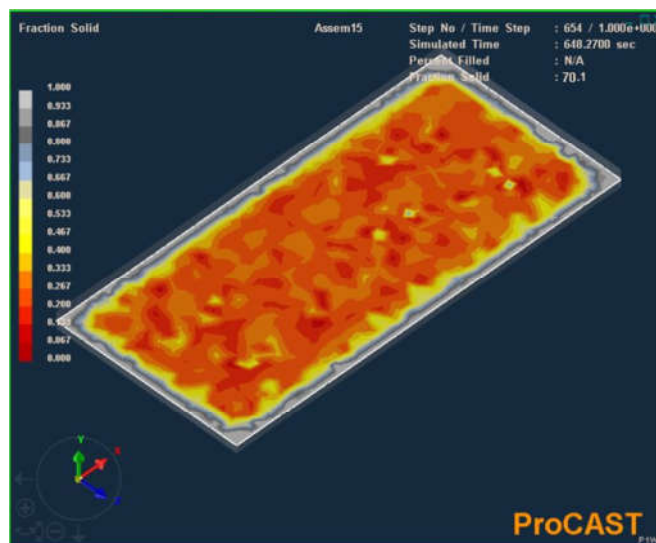 Fraction Solid
Assem15
Step No / Time Step : 654 / 1.000e+000
Simulated Time : 648.2700 sec
Percent Filled : N/A
Fraction Solid : 70.1
1.000
0.933
0.867
0.800
0.733
0.667
0.600
0.533
0.467
0.400
0.333
0.267
0.200
0.133
0.067
0.000
Y
X
Z
ProCAST